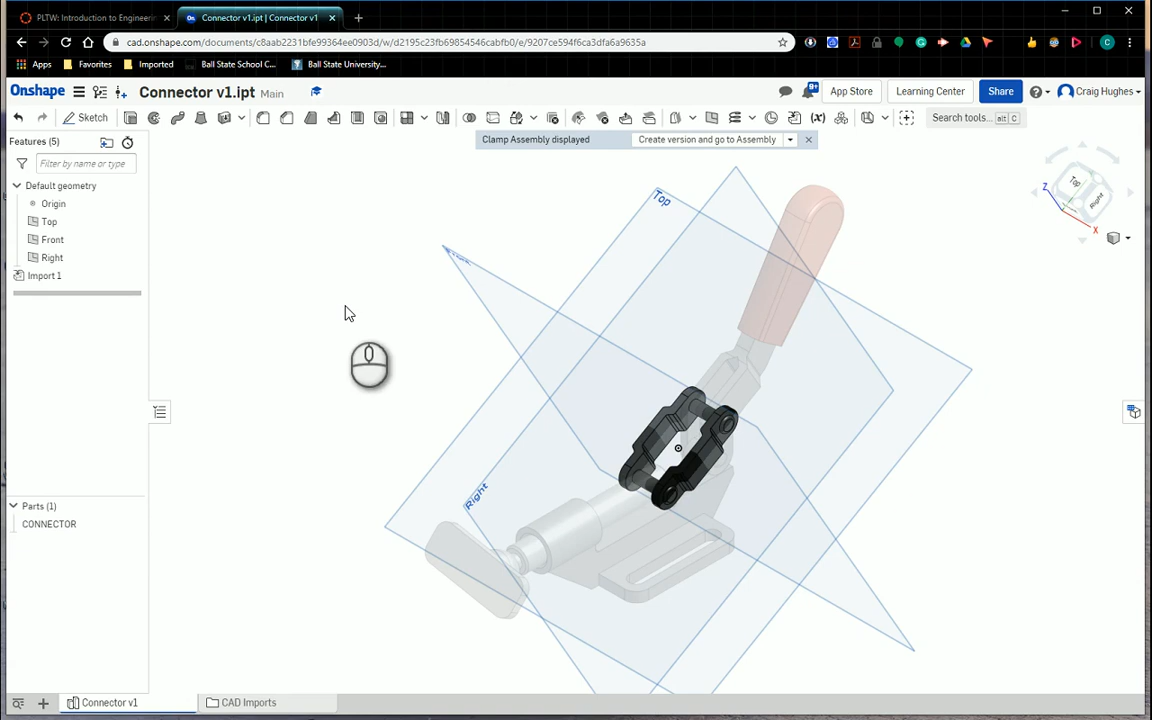 PLTW: Introduction to Engineerin
Connector v1.ipt | Connector v1
cad.onshape.com/documents/c8aab2231bfe99364ee0903d/w/d2195c23fb69854546cabfb0/e/9207ce594f6ca3dfa6a9635a
C
Apps
Favorites
Imported
Ball State School C...
Ball State University...
Onshape
Connector v1.ipt Main
9+
App Store
Learning Center
Share
Craig Hughes
Sketch
(x)
Search tools... alt C
Features (5)
Clamp Assembly displayed
Create version and go to Assembly
Filter by name or type
Default geometry
Origin
Top
Front
Right
Import 1
Top
Right
Top
Right
Z
X
Parts (1)
CONNECTOR
Connector v1
CAD Imports